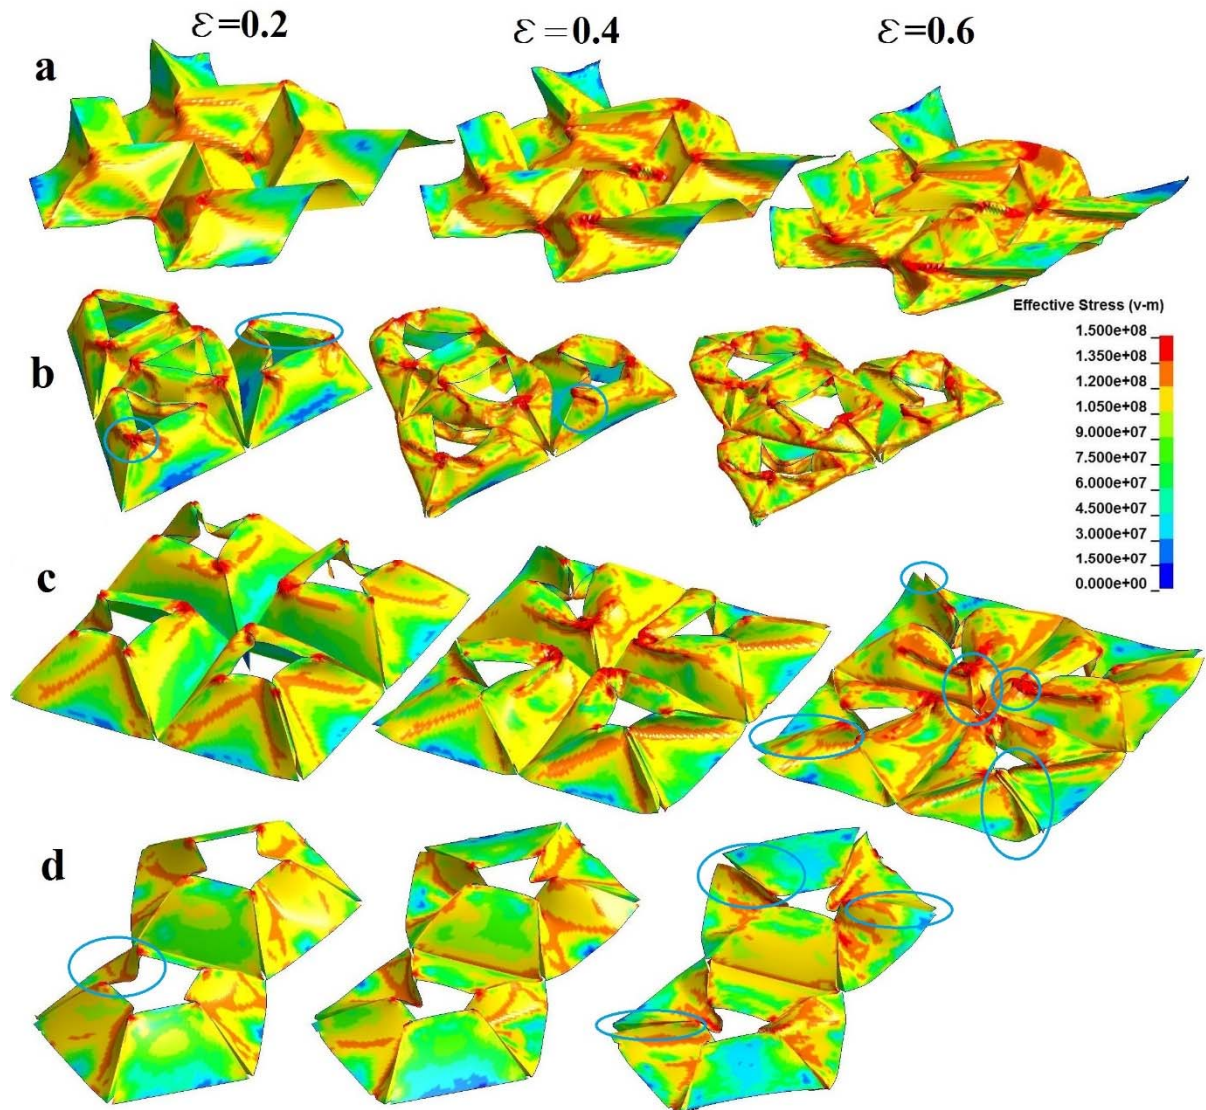 ε=0.2
ε=0.4
ε=0.6
a
b
Effective Stress (v-m)
1.500e+08
1.350e+08
1.200e+08
1.050e+08
9.000e+07
7.500e+07
6.000e+07
4.500e+07
3.000e+07
1.500e+07
0.000e+00
c
d